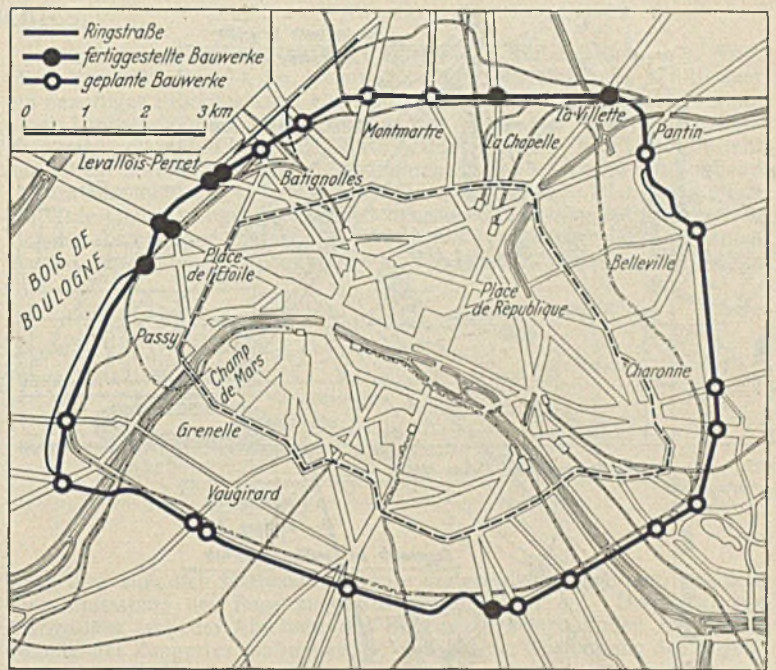 Ringstraße
fertiggestellte Bauwerke
geplante Bauwerke
0 1 2 3 km
Levallois-Perret
Montmartre
La Chapelle
La Villette
Pantin
Batignolles
BOIS DE
BOULOGNE
Place
de l'Etoile
Belleville
Place
de République
Passy
Champ
de Mars
Charonne
Grenelle
Vaugirard